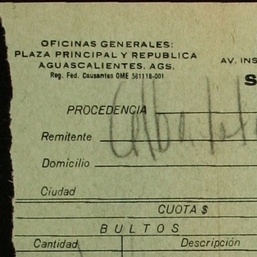 OFICINAS GENERALES:
PLAZA PRINCIPAL Y REPUBLICA
AGUASCALIENTES, AGS.
AV. INS
Reg. Fed. Causantes OME 561118-001
S
PROCEDENCIA
Remitente
Domicilio
Ciudad
CUOTA $
BULTOS
Cantidad Descripción